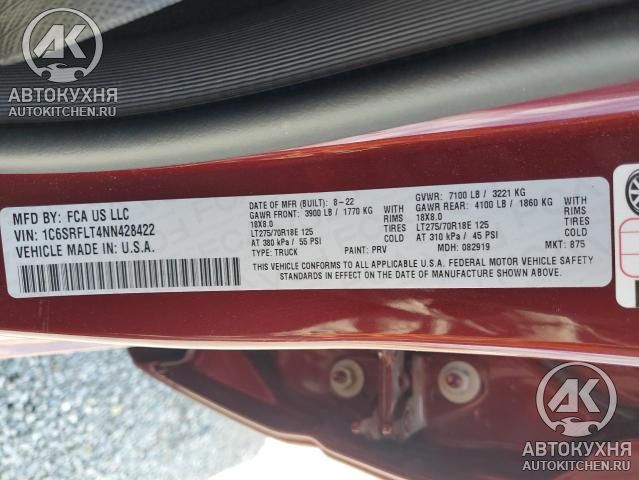 AK
АВТОКУХНЯ
AUTOKITCHEN.RU
MFD BY: FCA US LLC
VIN: 1C6SRFLT4NN428422
VEHICLE MADE IN U.S.A.
DATE OF MFR (BUILT): 8-22
GVWR: 7100 LB / 3221 KG
GAWR FRONT: 3900 LB / 1770 KG WITH
GAWR REAR: 4100 LB / 1860 KG WITH
18X8.0 RIMS
18X8.0 RIMS
LT275/70R18E 125 TIRES
LT275/70R18E 125 TIRES
AT 380 kPa / 55 PSI COLD
AT 310 kPa / 45 PSI COLD
TYPE: TRUCK PAINT: PRV MDH: 082919 MKT: 875
THIS VEHICLE CONFORMS TO ALL APPLICABLE U.S.A. FEDERAL MOTOR VEHICLE SAFETY
STANDARDS IN EFFECT ON THE DATE OF MANUFACTURE SHOWN ABOVE.
AK
АВТОКУХНЯ
AUTOKITCHEN.RU